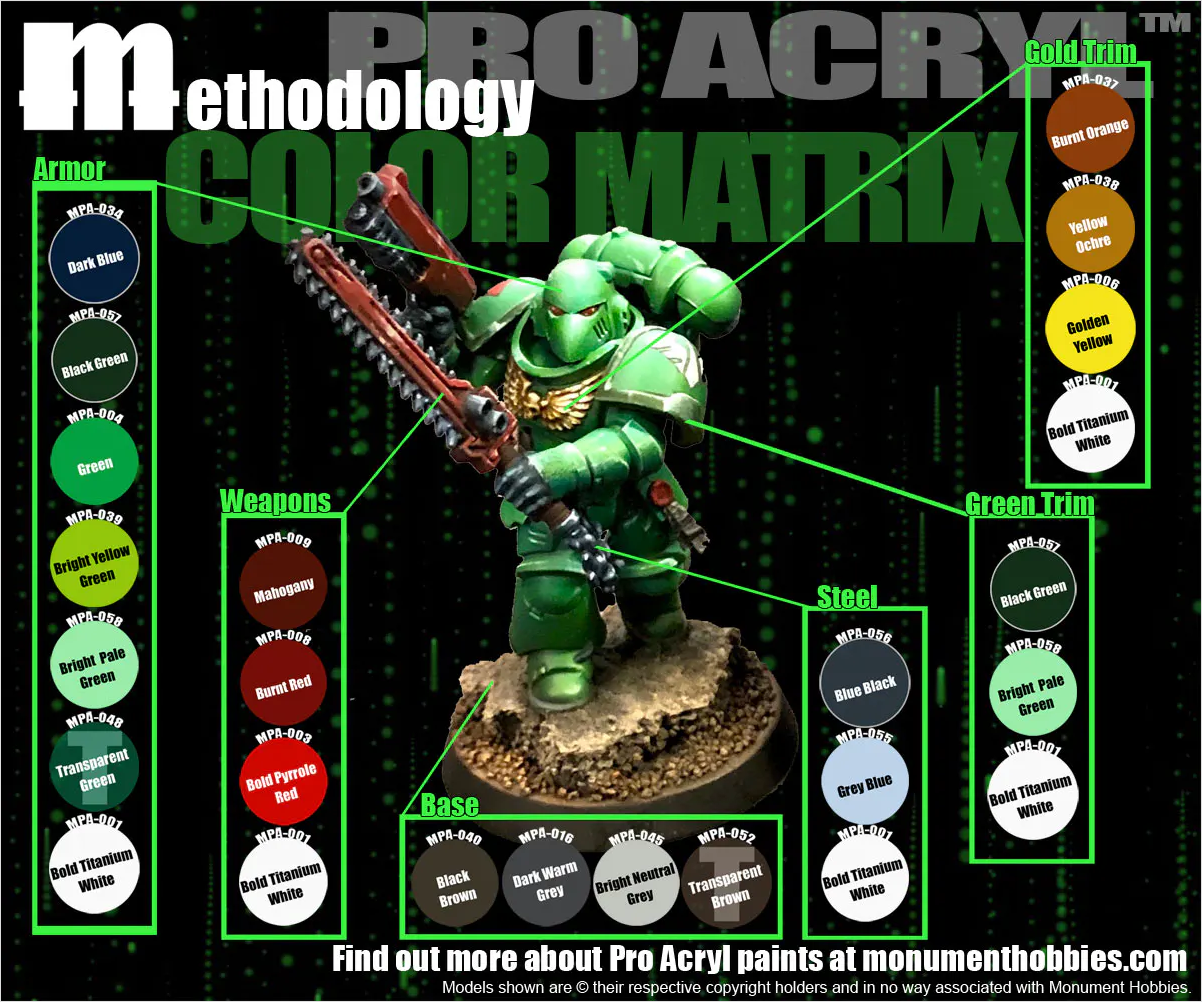 PRO ACRYL™
Methodology
COLOR MATRIX
Armor
MPA-034
Dark Blue
MPA-057
Black Green
MPA-004
Green
MPA-039
Bright Yellow
Green
MPA-058
Bright Pale
Green
MPA-048
T
Transparent
Green
MPA-001
Bold Titanium
White
Weapons
MPA-009
Mahogany
MPA-008
Burnt Red
MPA-003
Bold Pyrrole
Red
MPA-001
Bold Titanium
White
Base
MPA-040
Black
Brown
MPA-016
Dark Warm
Grey
MPA-045
Bright Neutral
Grey
MPA-052
T
Transparent
Brown
Steel
MPA-056
Blue Black
MPA-055
Grey Blue
MPA-001
Bold Titanium
White
Gold Trim
MPA-037
Burnt Orange
MPA-038
Yellow
Ochre
MPA-006
Golden
Yellow
MPA-001
Bold Titanium
White
Green Trim
MPA-057
Black Green
MPA-058
Bright Pale
Green
MPA-001
Bold Titanium
White
Find out more about Pro Acryl paints at monumenthobbies.com
Models shown are © their respective copyright holders and in no way associated with Monument Hobbies.